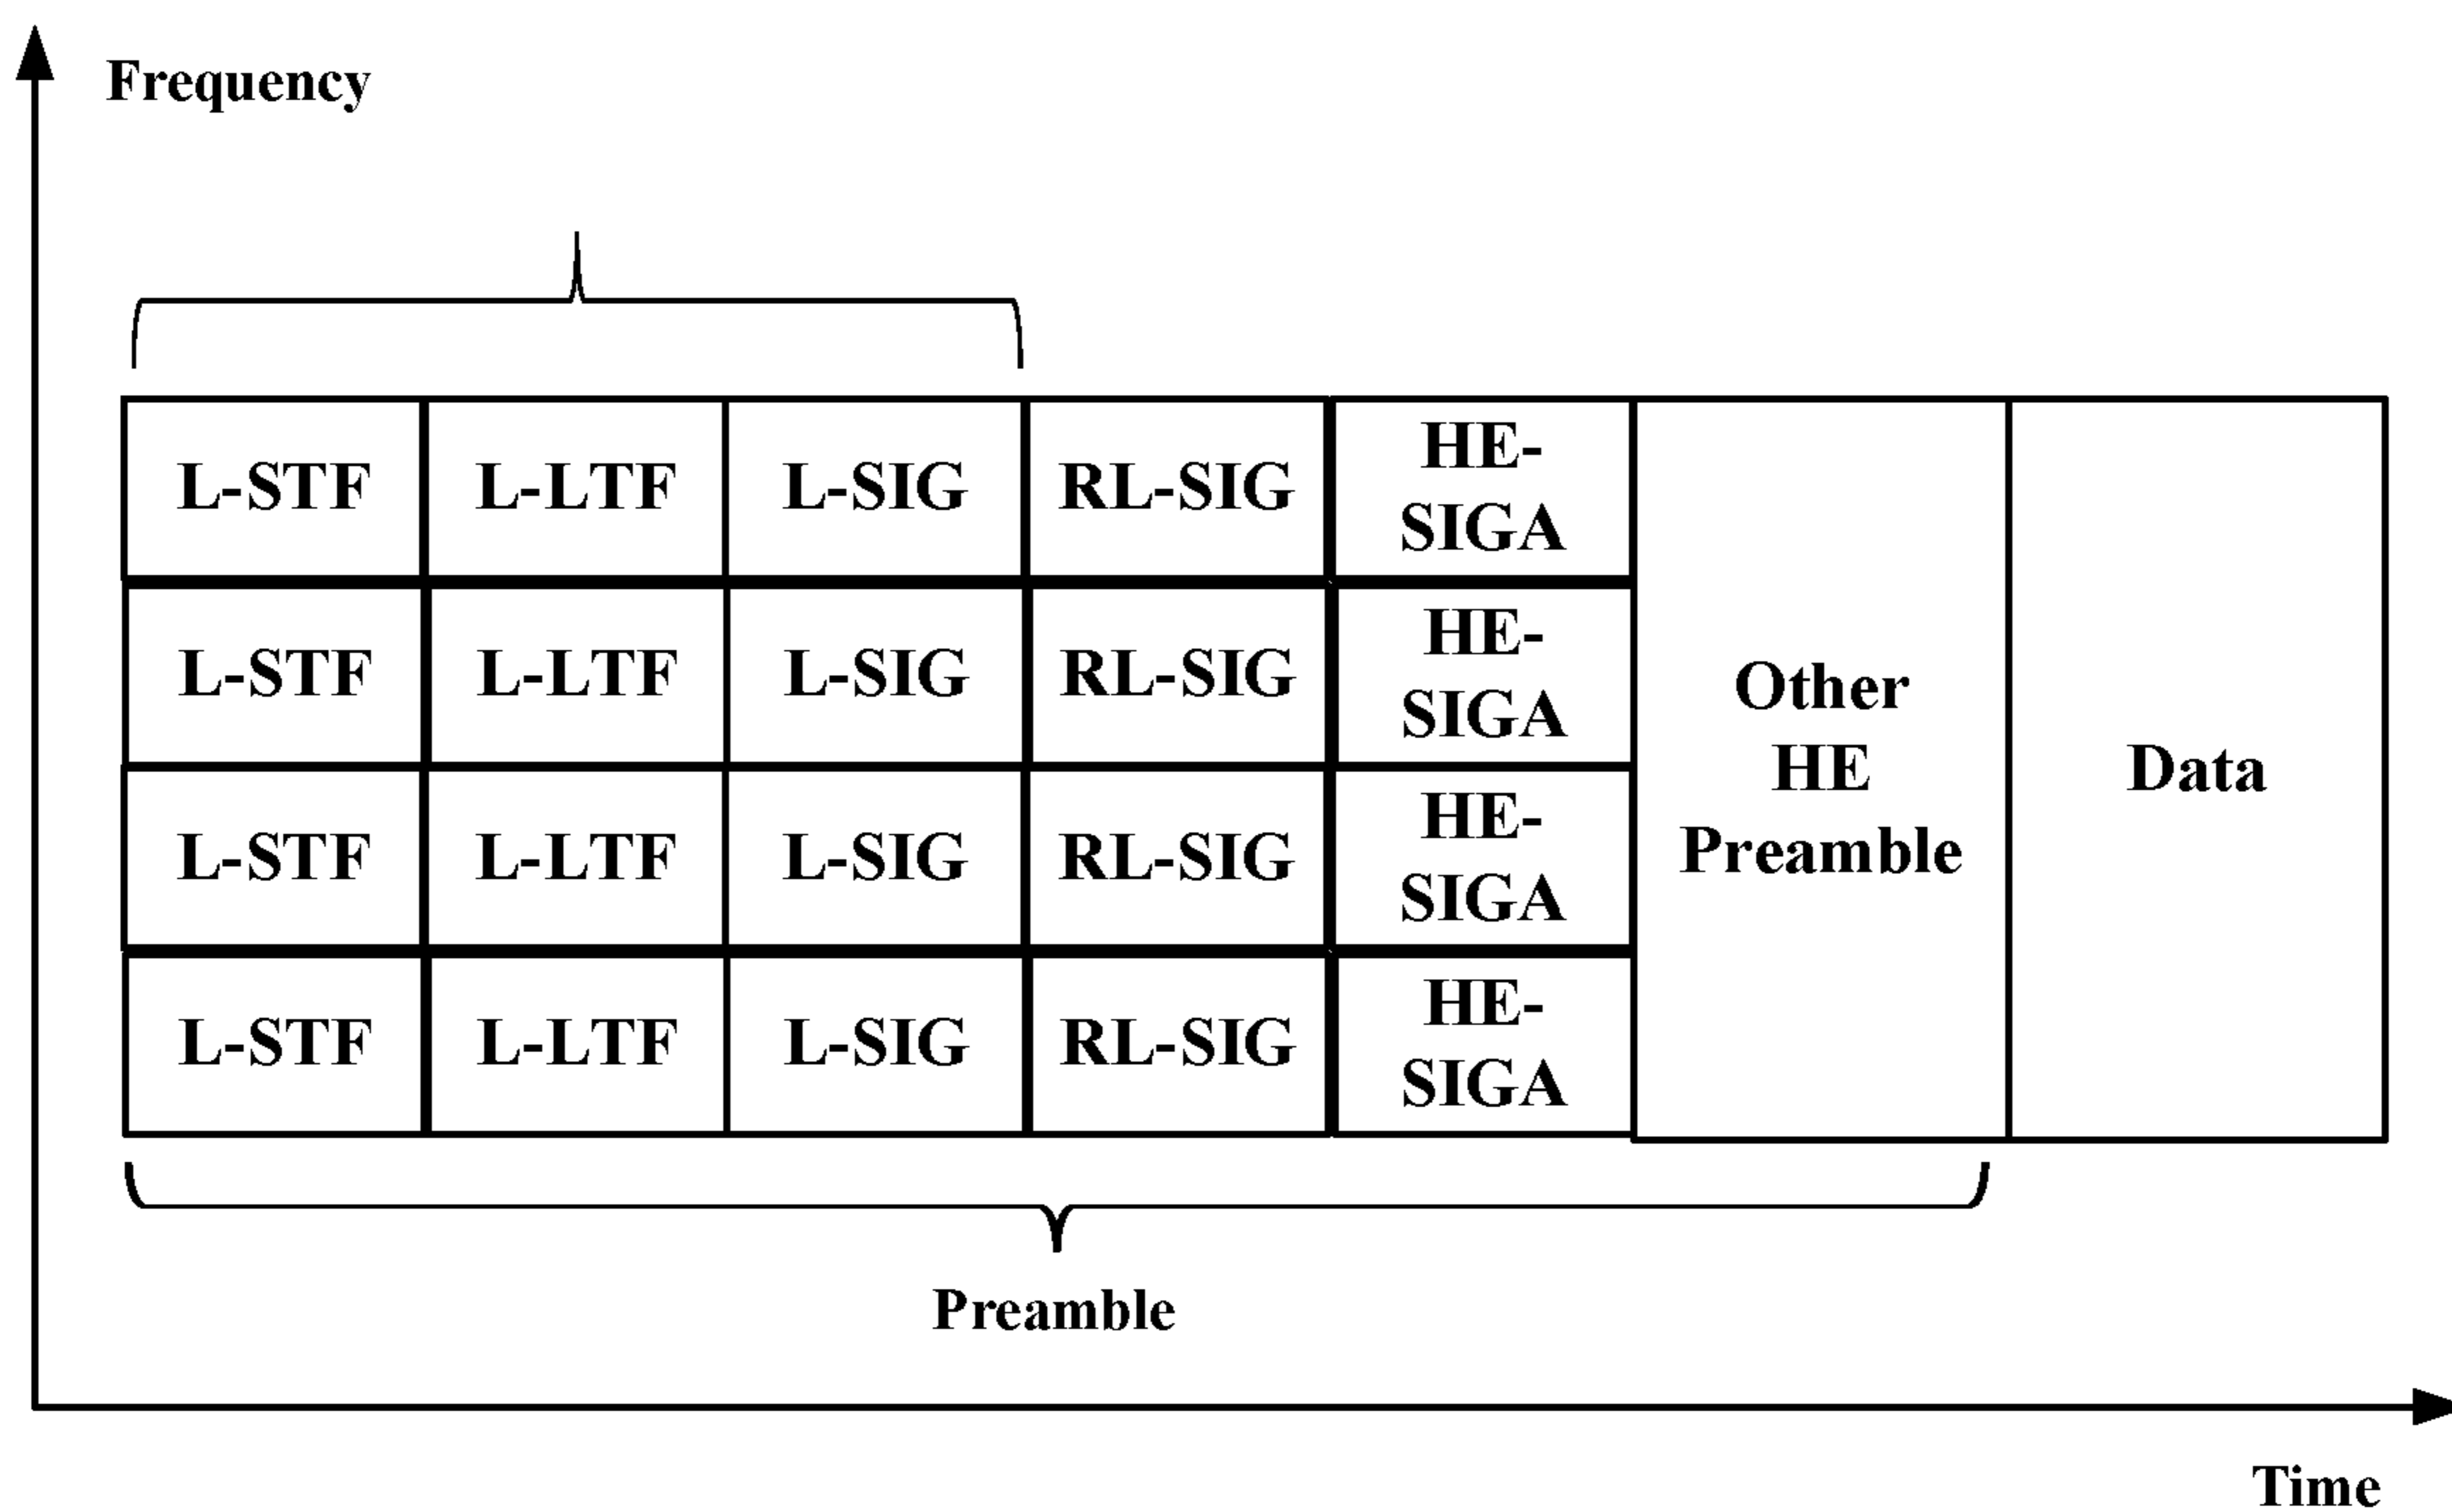 Frequency
L-STF L-LTF L-SIG RL-SIG HE-
SIGA
L-STF L-LTF L-SIG RL-SIG HE-
SIGA
L-STF L-LTF L-SIG RL-SIG HE-
SIGA
L-STF L-LTF L-SIG RL-SIG HE-
SIGA
Other
HE
Preamble
Data
Preamble
Time